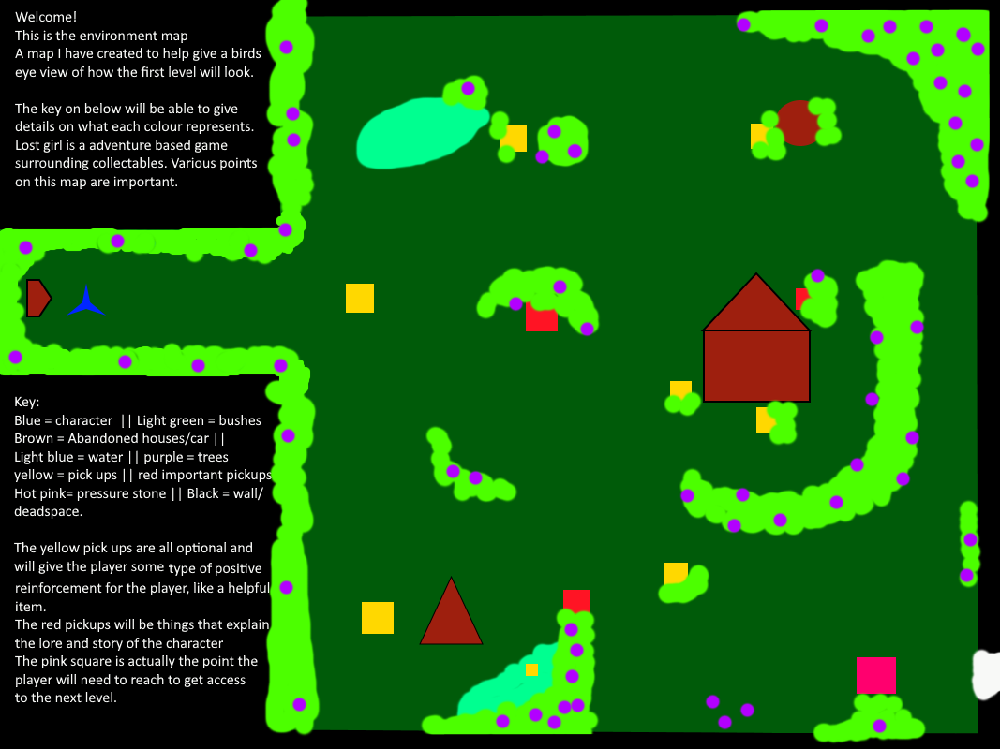 Welcome!
This is the environment map
A map I have created to help give a birds
eye view of how the first level will look.
The key on below will be able to give
details on what each colour represents.
Lost girl is a adventure based game
surrounding collectables. Various points
on this map are important.
Key:
Blue = character || Light green = bushes
Brown = Abandoned houses/car ||
Light blue = water || purple = trees
yellow = pick ups || red important pickups
Hot pink= pressure stone || Black = wall/
deadspace.
The yellow pick ups are all optional and
will give the player some type of positive
reinforcement for the player, like a helpful
item.
The red pickups will be things that explain
the lore and story of the character
The pink square is actually the point the
player will need to reach to get access
to the next level.